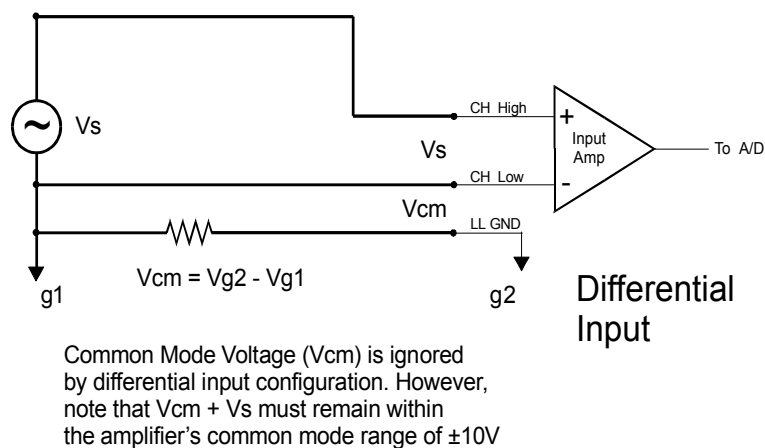 Vs
CH High
+
Input
Amp
To A/D
Vs
CH Low
-
Vcm
LL GND
Vcm = Vg2 - Vg1
g1
g2
Differential
Input
Common Mode Voltage (Vcm) is ignored
by differential input configuration. However,
note that Vcm + Vs must remain within
the amplifier's common mode range of ±10V